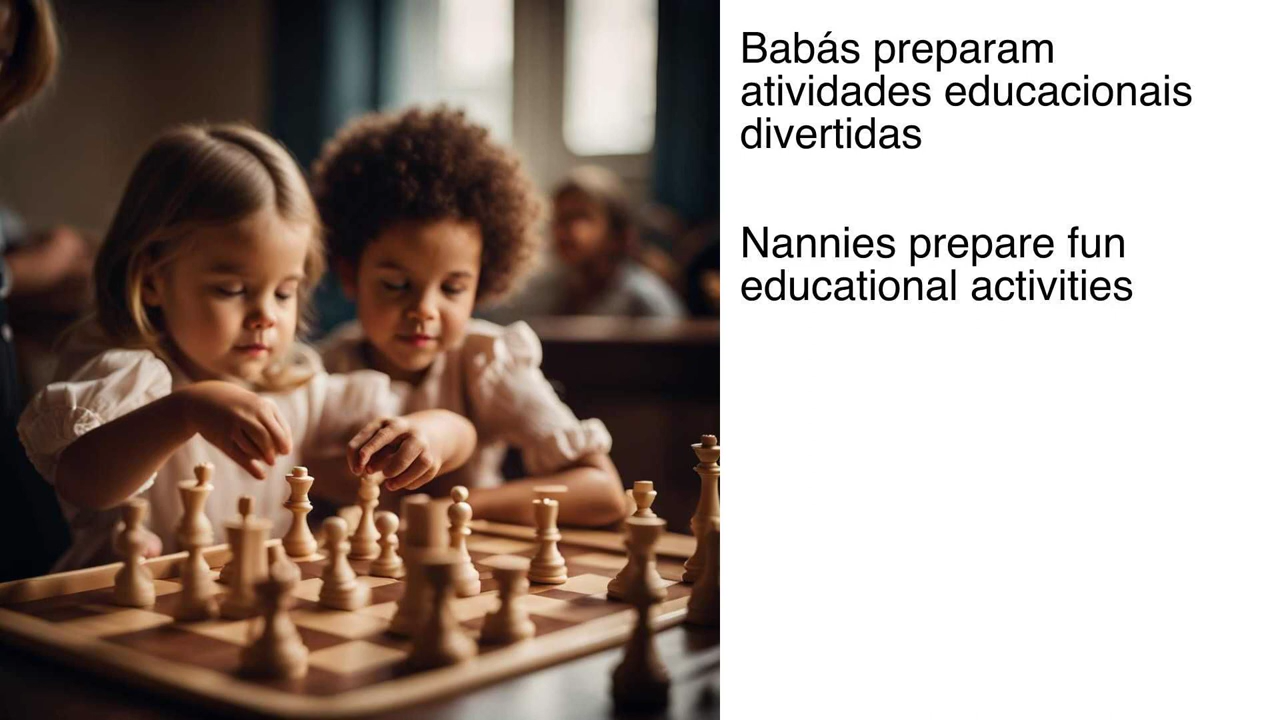 Babás preparam
atividades educacionais
divertidas
Nannies prepare fun
educational activities